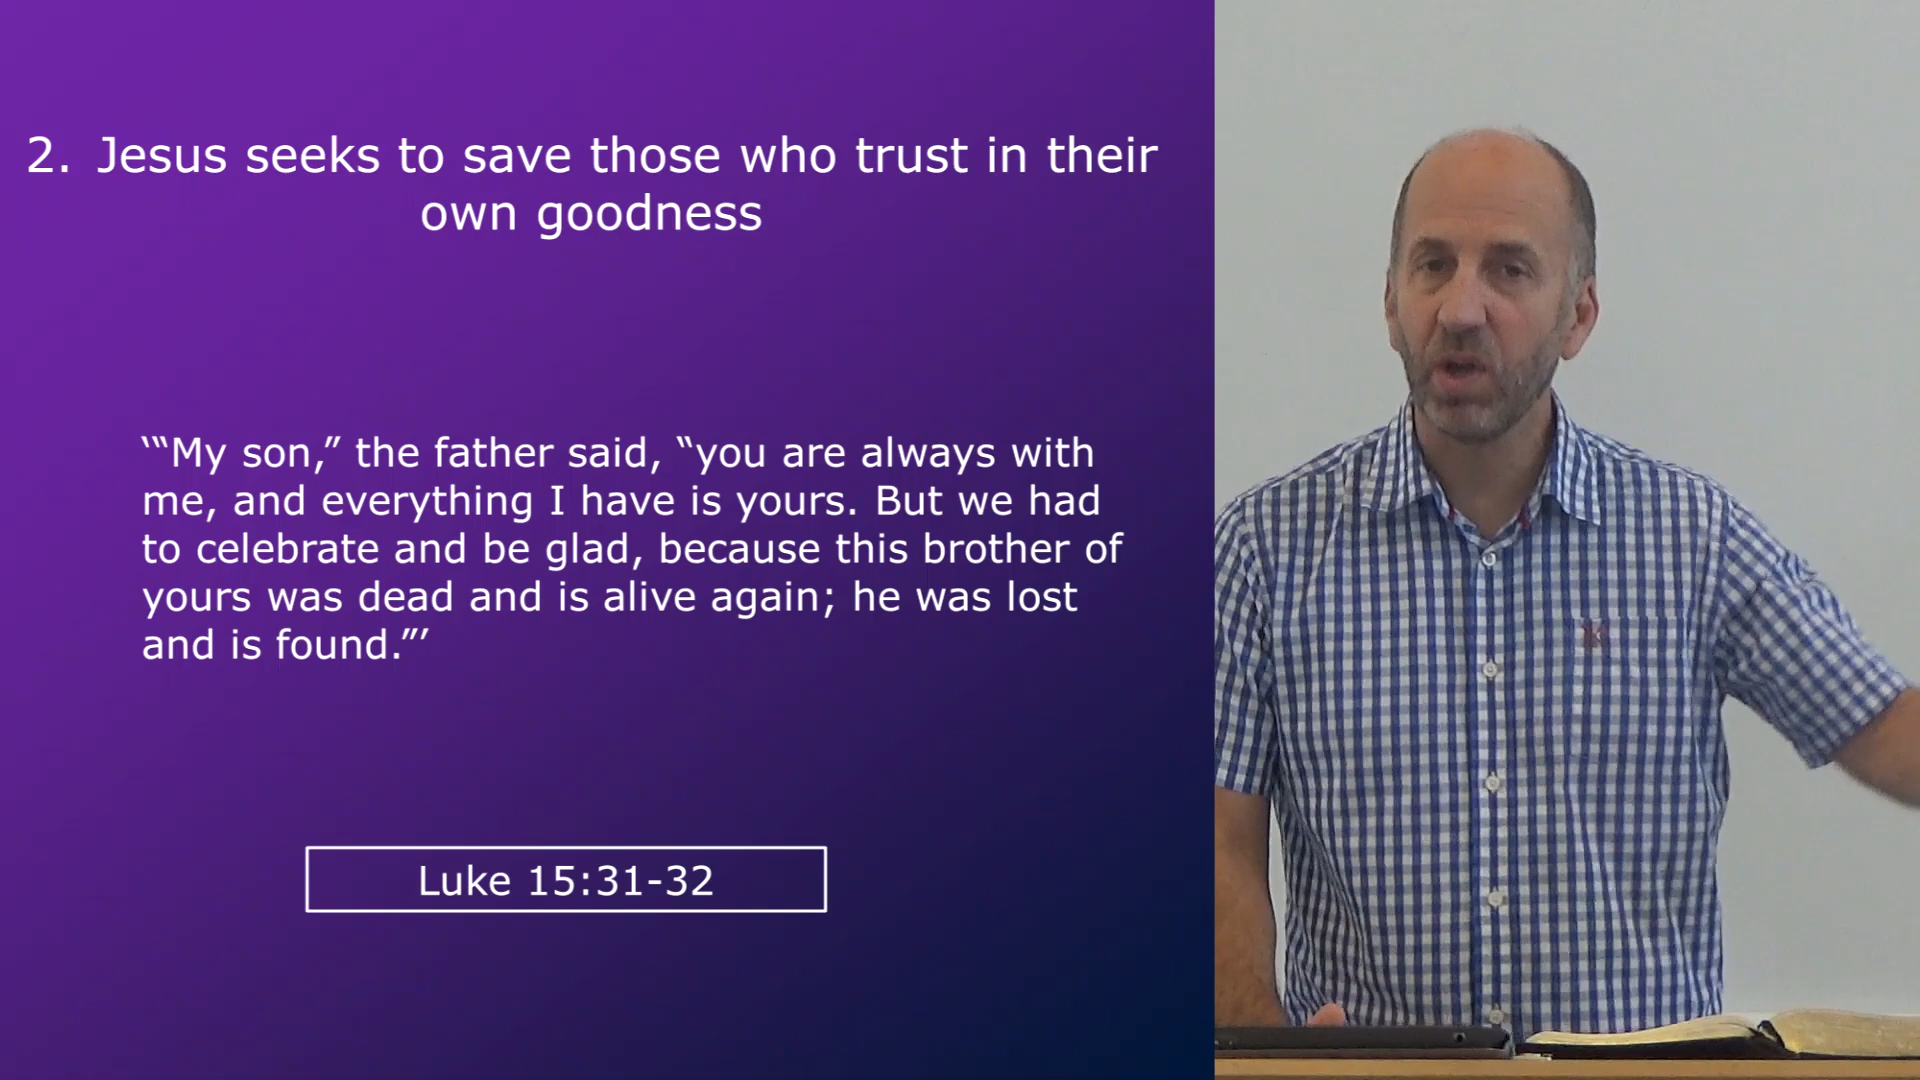 2. Jesus seeks to save those who trust in their
own goodness
‘“My son,” the father said, “you are always with
me, and everything I have is yours. But we had
to celebrate and be glad, because this brother of
yours was dead and is alive again; he was lost
and is found.”’
Luke 15:31-32